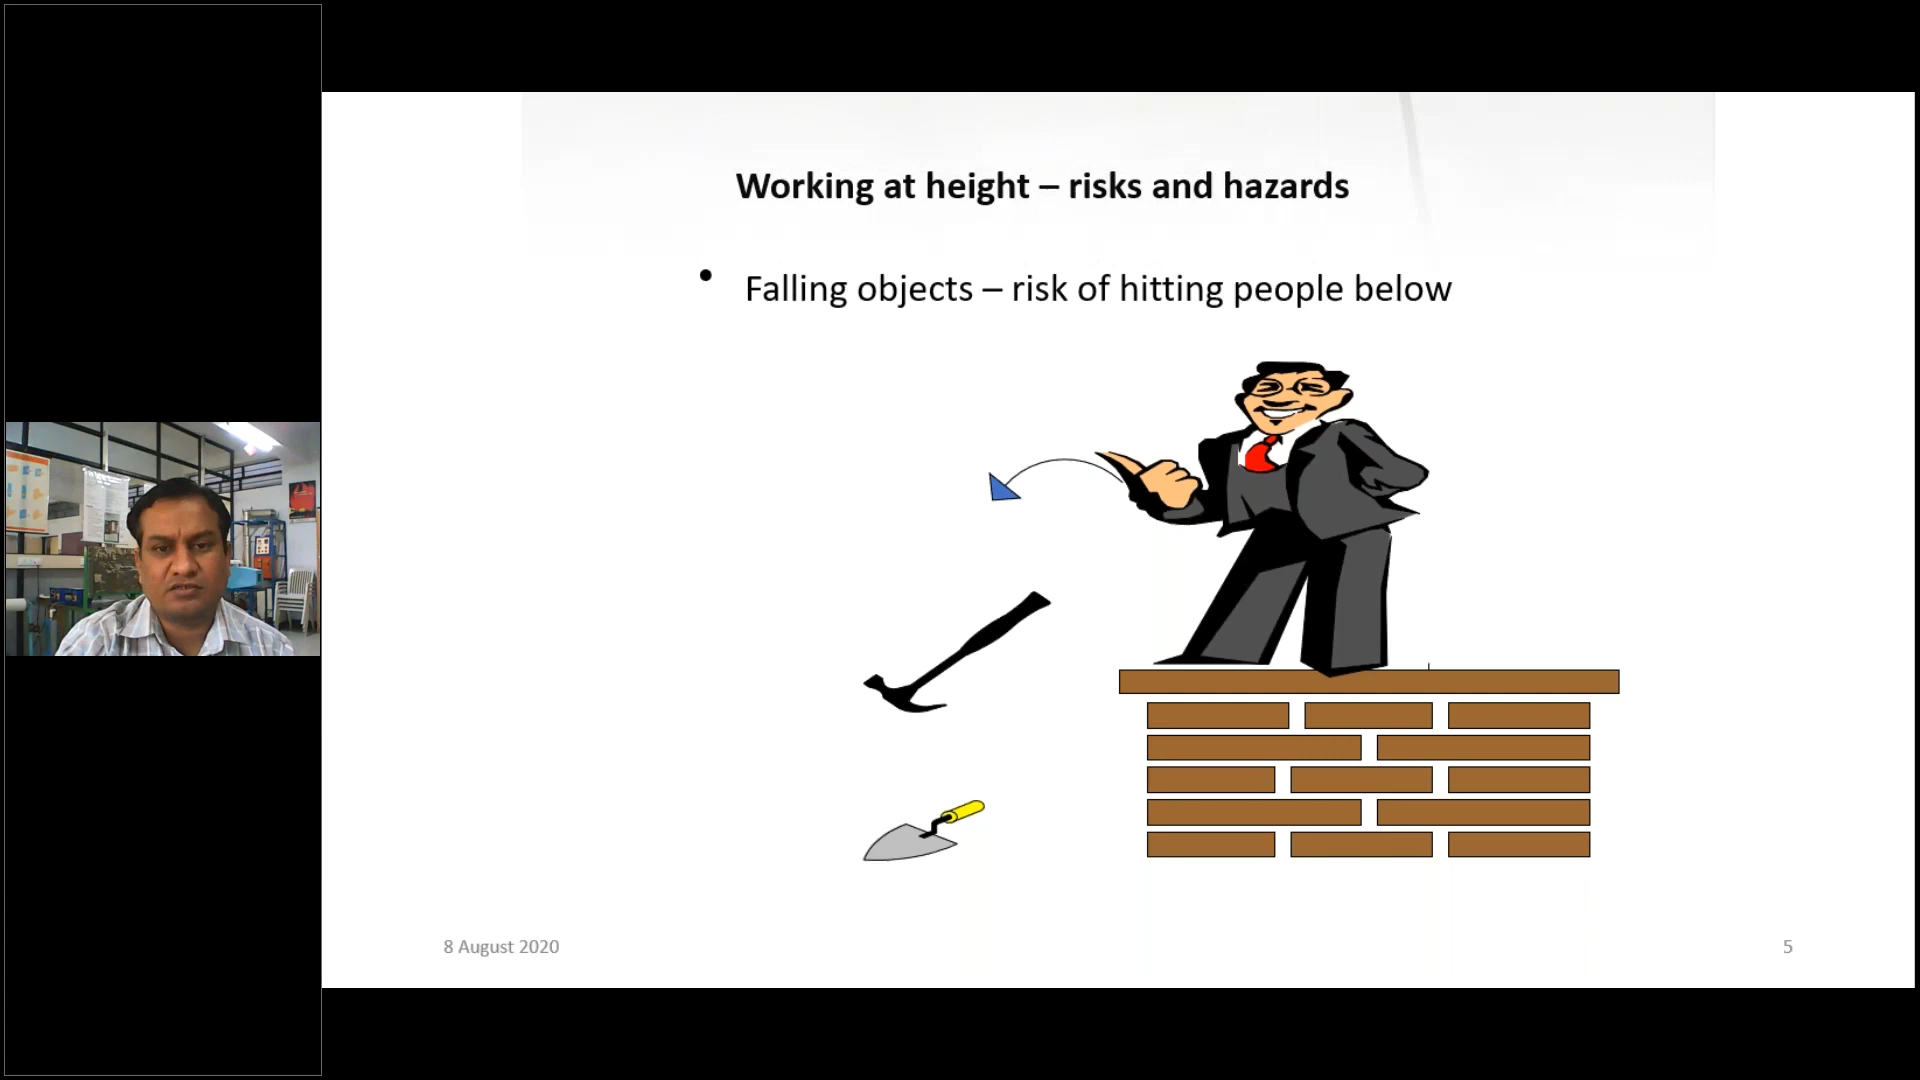 Working at height – risks and hazards
• Falling objects – risk of hitting people below
8 August 2020
5